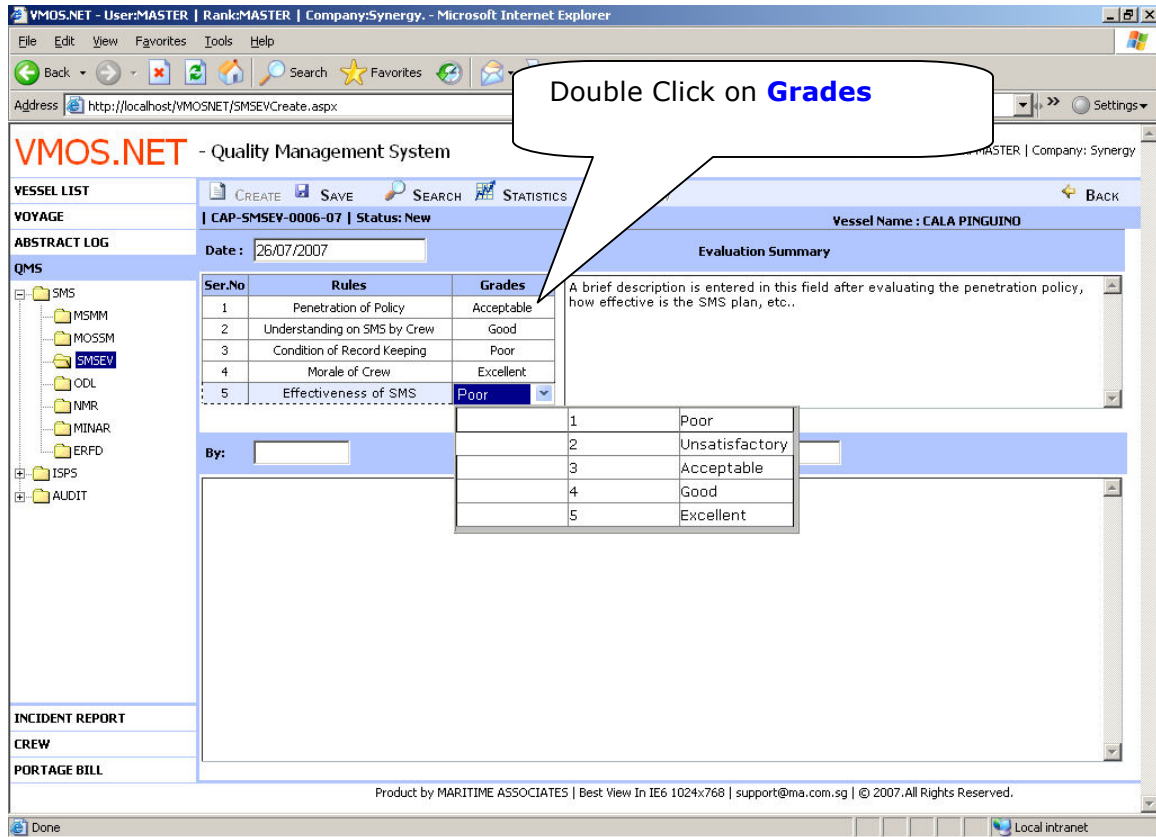 VMOS.NET - User:MASTER | Rank:MASTER | Company:Synergy. - Microsoft Internet Explorer
File Edit View Favorites Tools Help
Back Search Favorites
Address http://localhost/VMOSNET/SMSEVCreate.aspx Settings
Double Click on Grades
VMOS.NET - Quality Management System MASTER | Company: Synergy
VESSEL LIST
VOYAGE
ABSTRACT LOG
QMS
SMS
MSMM
MOSSM
SMSEV
ODL
NMR
MINAR
ERFD
ISPS
AUDIT
INCIDENT REPORT
CREW
PORTAGE BILL
CREATE SAVE SEARCH STATISTICS BACK
| CAP-SMSEV-0006-07 | Status: New Vessel Name : CALA PINGUINO
Date : 26/07/2007 Evaluation Summary
Ser.No Rules Grades
1 Penetration of Policy Acceptable
2 Understanding on SMS by Crew Good
3 Condition of Record Keeping Poor
4 Morale of Crew Excellent
5 Effectiveness of SMS Poor
A brief description is entered in this field after evaluating the penetration policy,
how effective is the SMS plan, etc..
1 Poor
2 Unsatisfactory
3 Acceptable
4 Good
5 Excellent
By:
Product by MARITIME ASSOCIATES | Best View In IE6 1024x768 | support@ma.com.sg | © 2007.All Rights Reserved.
Done Local intranet